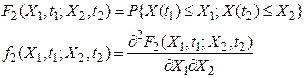 F₂(X₁,t₁;X₂,t₂) = P{X(t₁) ≤ X₁; X(t₂) ≤ X₂}
f₂(X₁,t₁;X₂,t₂) = ∂²F₂(X₁,t₁;X₂,t₂) / ∂X₁∂X₂